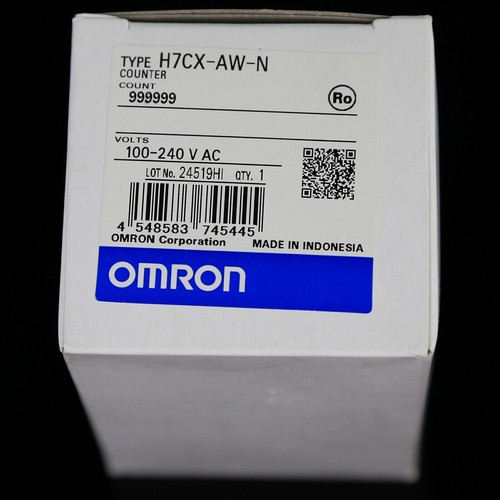 TYPE H7CX-AW-N
COUNTER
COUNT
999999
Ro
VOLTS
100-240 V AC
LOT No. 24519HI QTY. 1
4 548583 745445
OMRON Corporation MADE IN INDONESIA
OMRON